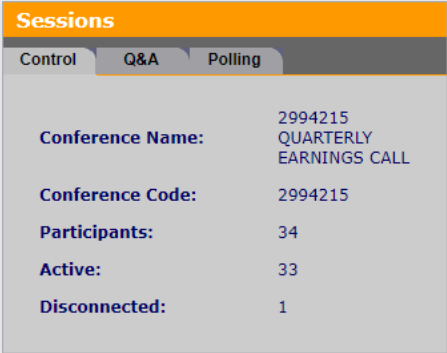 Sessions
Control Q&A Polling
2994215
Conference Name: QUARTERLY
EARNINGS CALL
Conference Code: 2994215
Participants: 34
Active: 33
Disconnected: 1